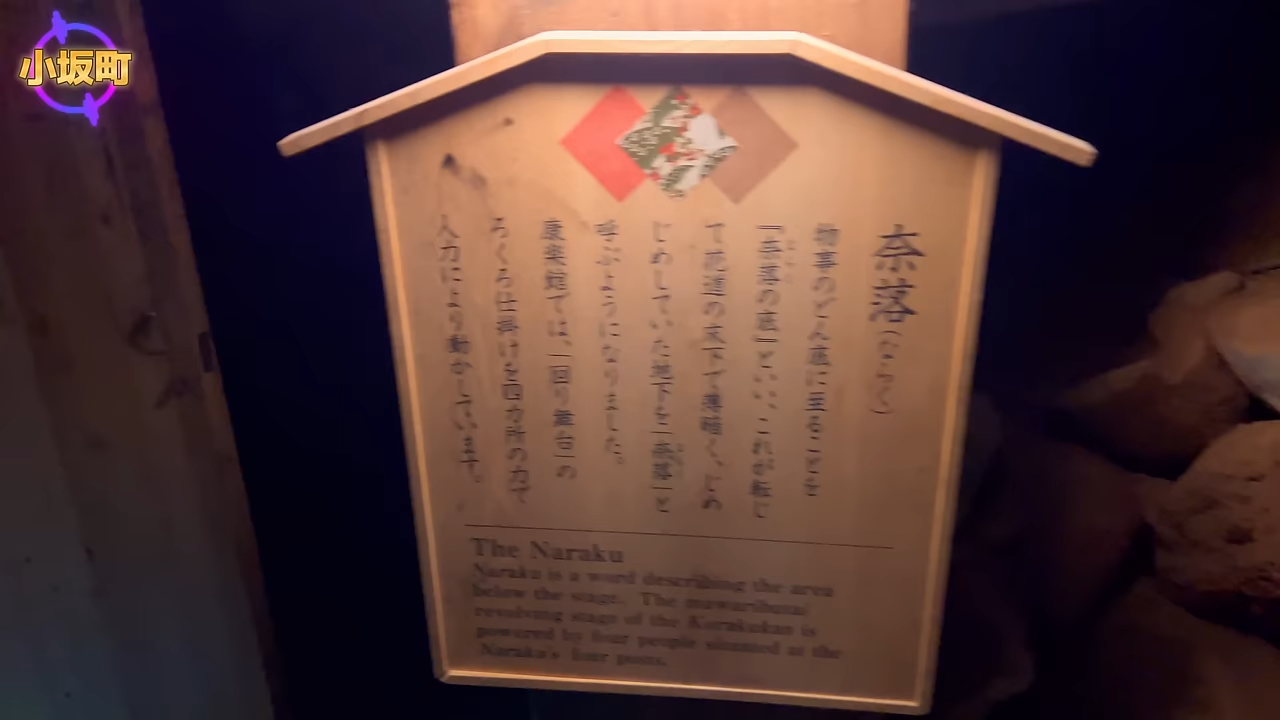 小坂町
奈落(ならく)
物事のどん底に至ることを
『奈落の底』といい、これが転じ
て花道の床下で薄暗く、じめ
じめしていた地下を「奈落」と
呼ぶようになりました。
康楽館では、「回り舞台」の
ろくろ仕掛けを四カ所の力で
人力により動かしています。
The Naraku
Naraku is a word describing the area
below the stage. The mawaributai
revolving stage of the Korakukan is
powered by four people situated at the
Naraku's four posts.